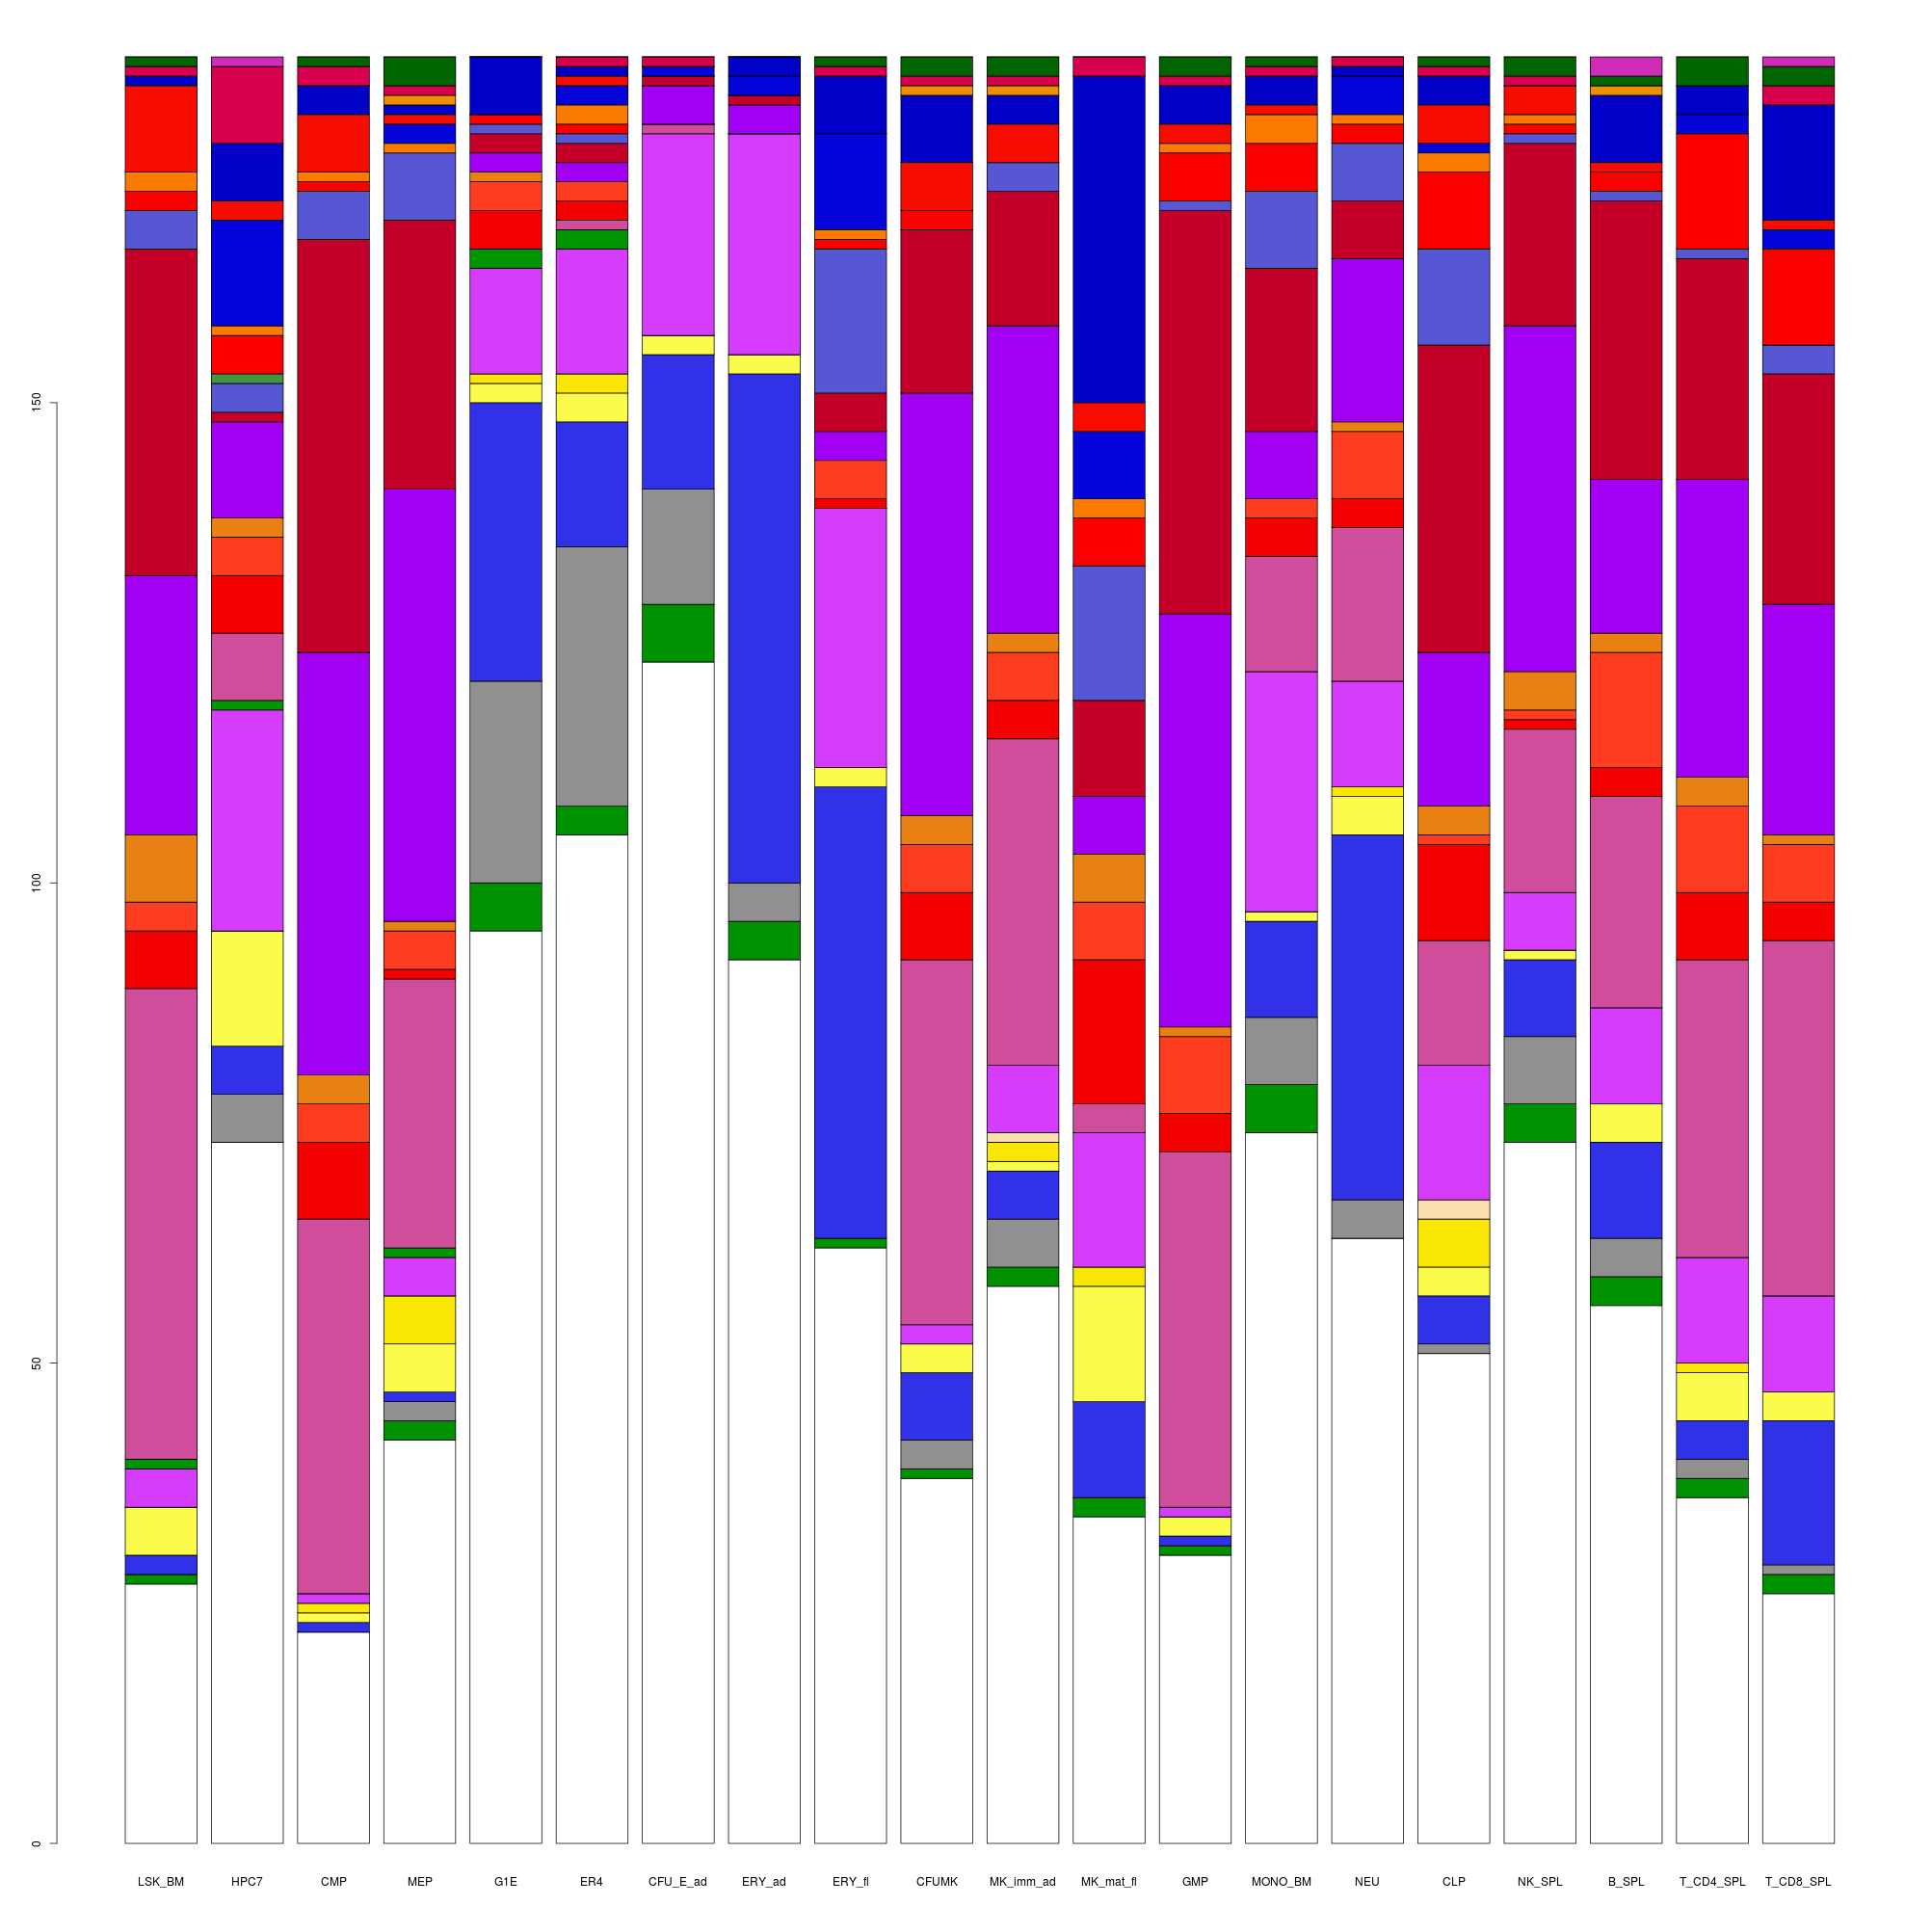 150
100
50
0
LSK_BM HPC7 CMP MEP G1E ER4 CFU_E_ad ERY_ad ERY_fl CFUMK MK_imm_ad MK_mat_fl GMP MONO_BM NEU CLP NK_SPL B_SPL T_CD4_SPL T_CD8_SPL